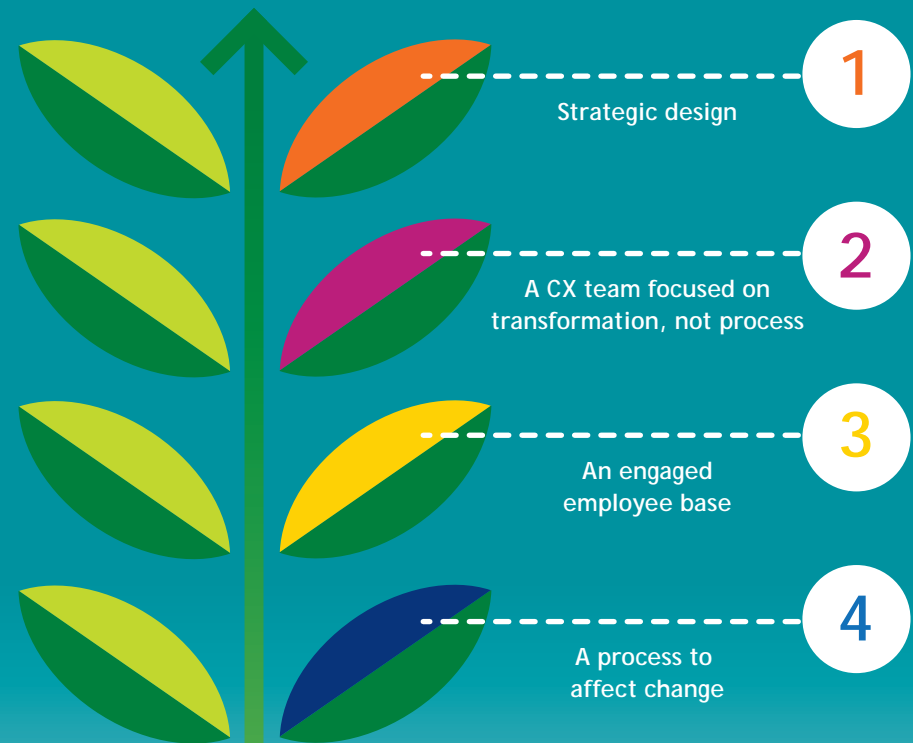 1
Strategic design
2
A CX team focused on
transformation, not process
3
An engaged
employee base
4
A process to
affect change